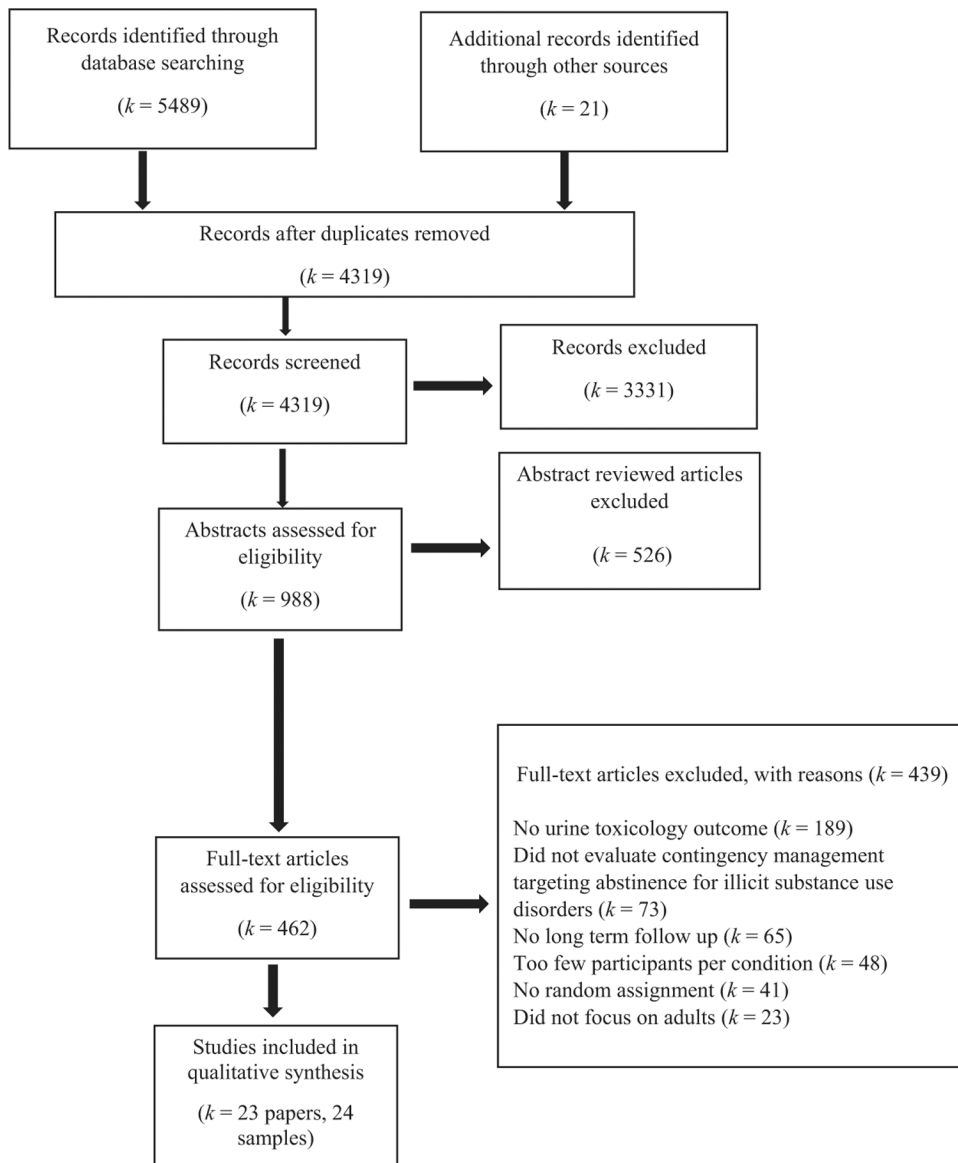 Records identified through
database searching
(k = 5489)
Additional records identified
through other sources
(k = 21)
Records after duplicates removed
(k = 4319)
Records screened
(k = 4319)
Records excluded
(k = 3331)
Abstracts assessed for
eligibility
(k = 988)
Abstract reviewed articles
excluded
(k = 526)
Full-text articles
assessed for eligibility
(k = 462)
Full-text articles excluded, with reasons (k = 439)
No urine toxicology outcome (k = 189)
Did not evaluate contingency management
targeting abstinence for illicit substance use
disorders (k = 73)
No long term follow up (k = 65)
Too few participants per condition (k = 48)
No random assignment (k = 41)
Did not focus on adults (k = 23)
Studies included in
qualitative synthesis
(k = 23 papers, 24
samples)